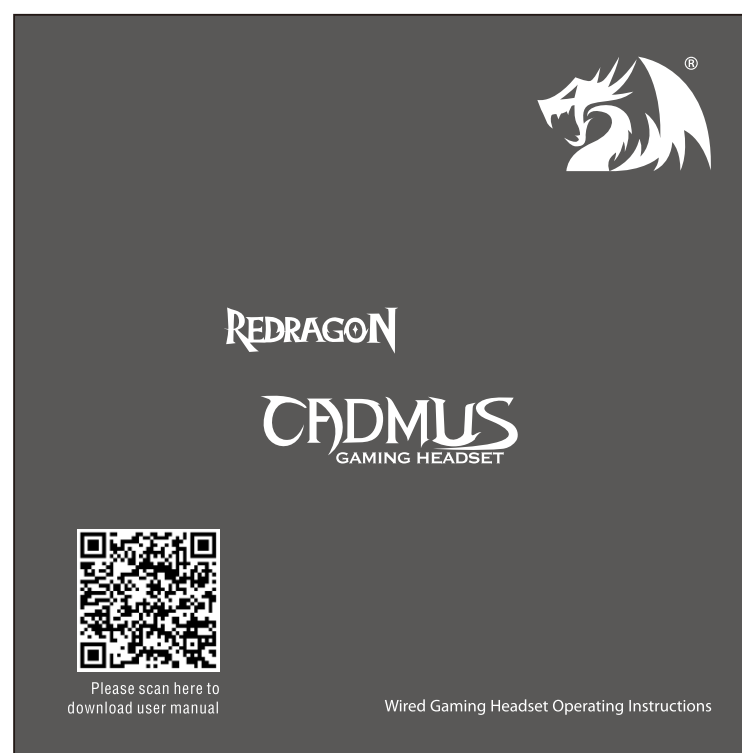 ®
REDRAGON
CADMUS
GAMING HEADSET
Please scan here to
download user manual
Wired Gaming Headset Operating Instructions